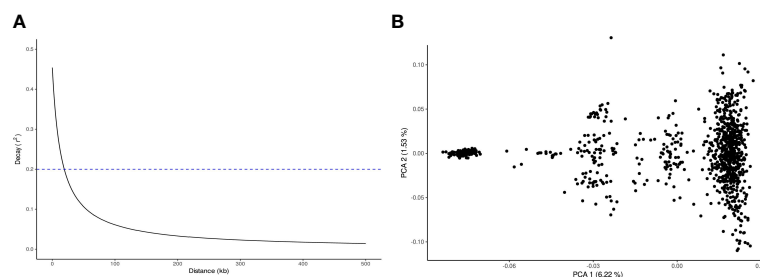 A
B
0.5
0.4
0.3
0.2
0.1
0.0
Decay ( r²)
0 100 200 300 400 500
Distance (kb)
0.10
0.05
0.00
-0.05
-0.10
PCA 2 (1.53 %)
-0.06 -0.03 0.00
PCA 1 (6.22 %)